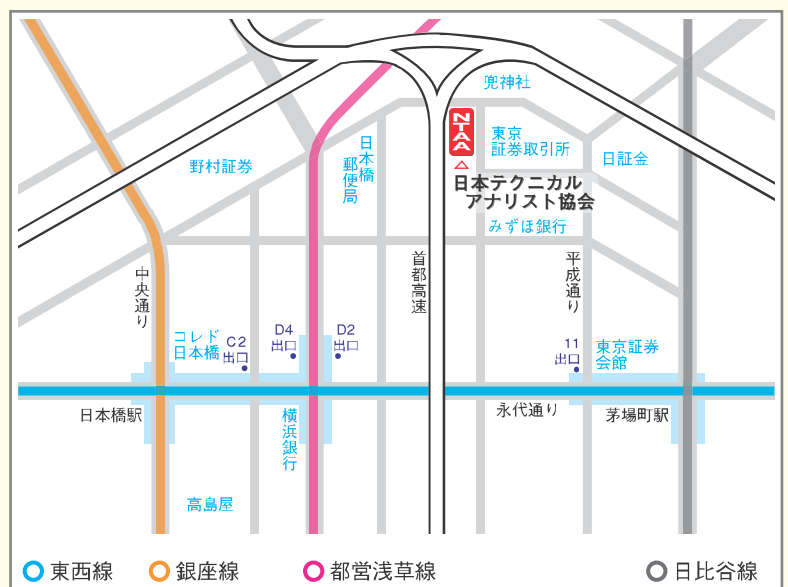 兜神社
NTAA
東京
証券取引所
日本橋
郵便局
野村証券
日証金
日本テクニカル
アナリスト協会
みずほ銀行
中央通り
首都高速
平成通り
コレド
日本橋
C2
出口
D4
出口
D2
出口
11
出口
東京証券
会館
日本橋駅
横浜銀行
永代通り
茅場町駅
高島屋
東西線
銀座線
都営浅草線
日比谷線